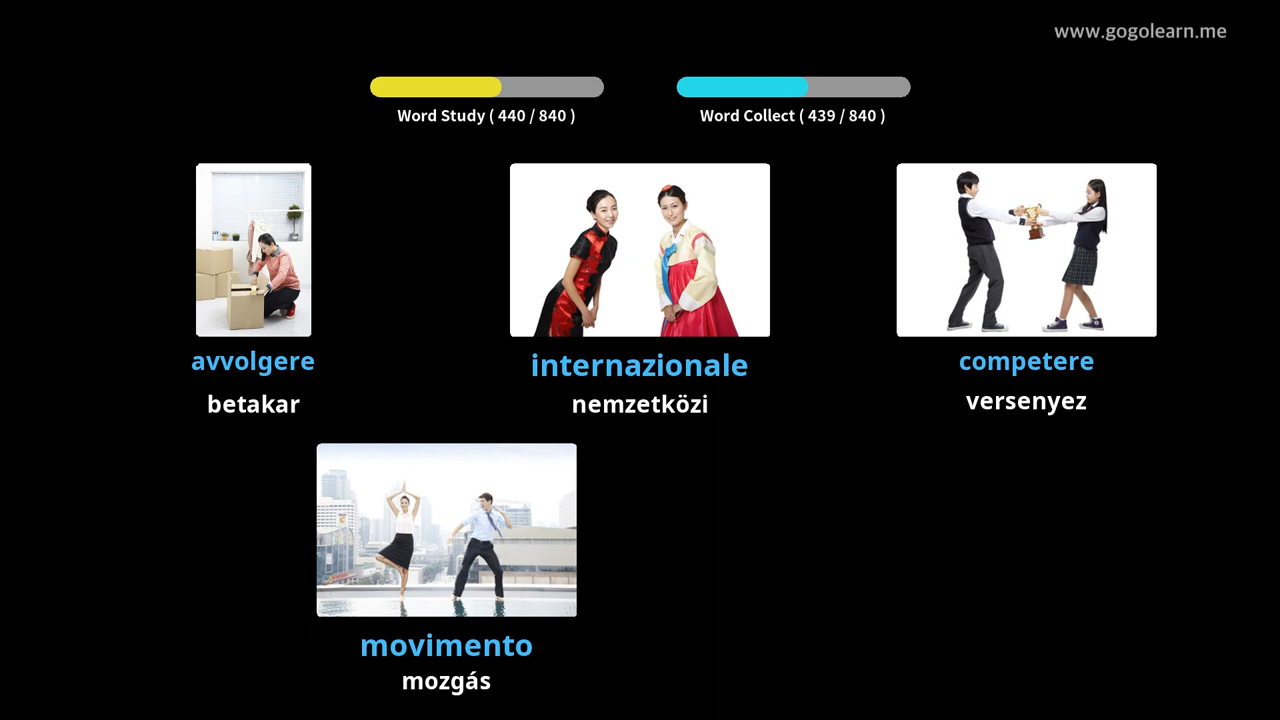 www.gogolearn.me
Word Study ( 440 / 840 )
Word Collect ( 439 / 840 )
avvolgere
betakar
internazionale
nemzetközi
competere
versenyez
movimento
mozgás